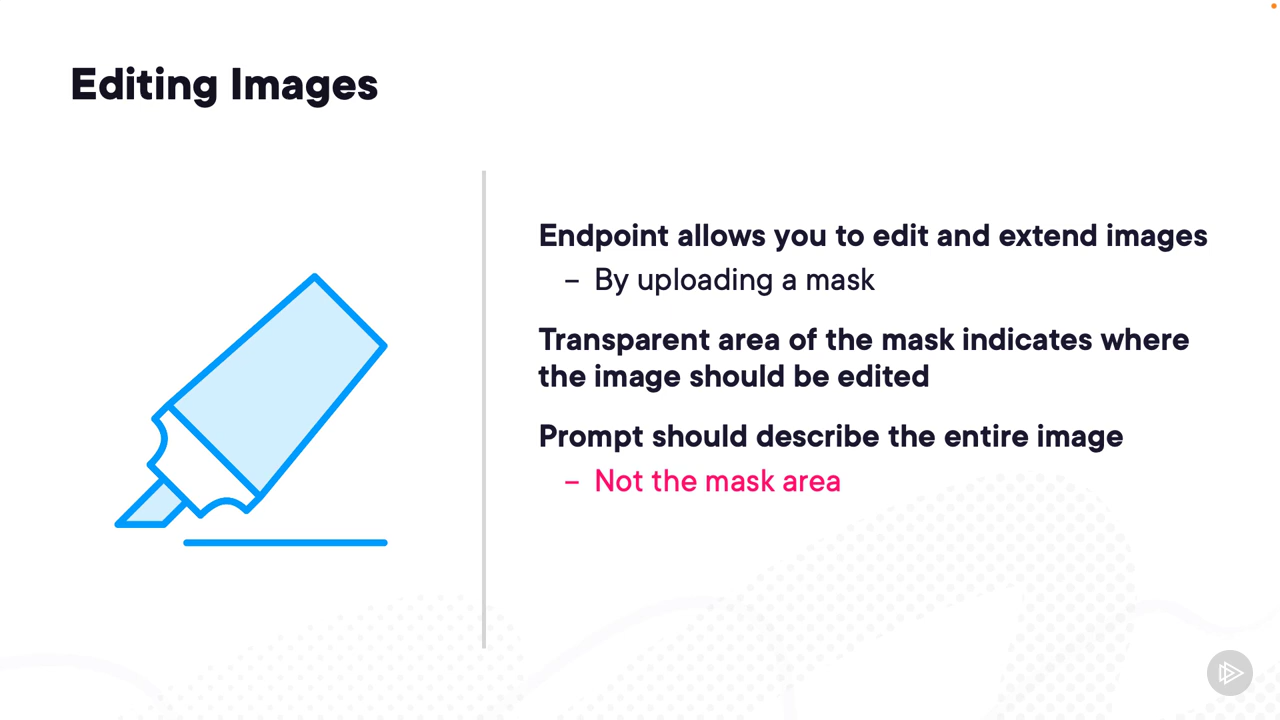 Editing Images
Endpoint allows you to edit and extend images
– By uploading a mask
Transparent area of the mask indicates where
the image should be edited
Prompt should describe the entire image
– Not the mask area